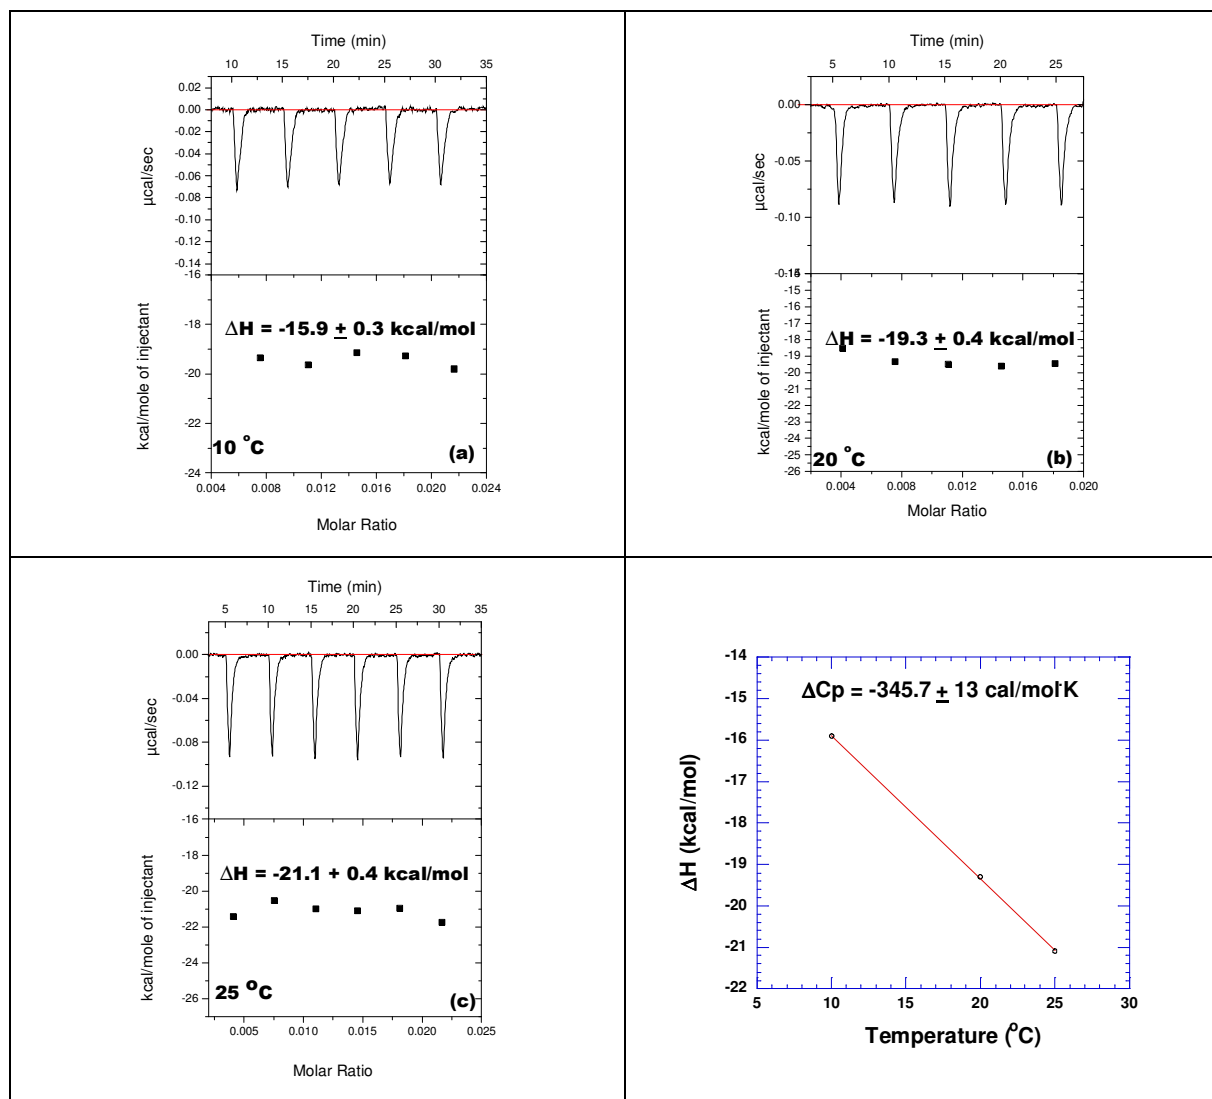 Time (min)
10 15 20 25 30 35
0.02
0.00
-0.02
-0.04
-0.06
-0.08
-0.10
-0.12
-0.14
µcal/sec
-16
-18
-20
-22
-24
kcal/mole of injectant
ΔH = -15.9 ± 0.3 kcal/mol
10 °C
(a)
0.004 0.008 0.012 0.016 0.020 0.024
Molar Ratio
Time (min)
5 10 15 20 25
0.00
-0.05
-0.10
-0.15
µcal/sec
-15
-16
-17
-18
-19
-20
-21
-22
-23
-24
-25
-26
kcal/mole of injectant
ΔH = -19.3 ± 0.4 kcal/mol
20 °C
(b)
0.004 0.008 0.012 0.016 0.020
Molar Ratio
Time (min)
5 10 15 20 25 30 35
0.00
-0.04
-0.08
-0.12
-16
µcal/sec
-18
-20
-22
-24
-26
kcal/mole of injectant
ΔH = -21.1 + 0.4 kcal/mol
25 °C
(c)
0.005 0.010 0.015 0.020 0.025
Molar Ratio
-14
-15
-16
-17
-18
-19
-20
-21
-22
ΔH (kcal/mol)
ΔCp = -345.7 ± 13 cal/mol·K
5 10 15 20 25 30
Temperature (°C)